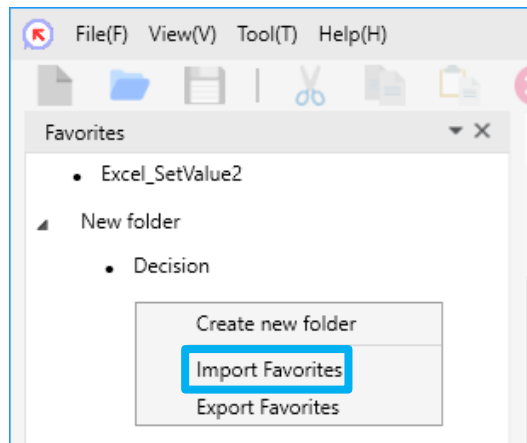 File(F) View(V) Tool(T) Help(H)
Favorites
Excel_SetValue2
New folder
Decision
Create new folder
Import Favorites
Export Favorites